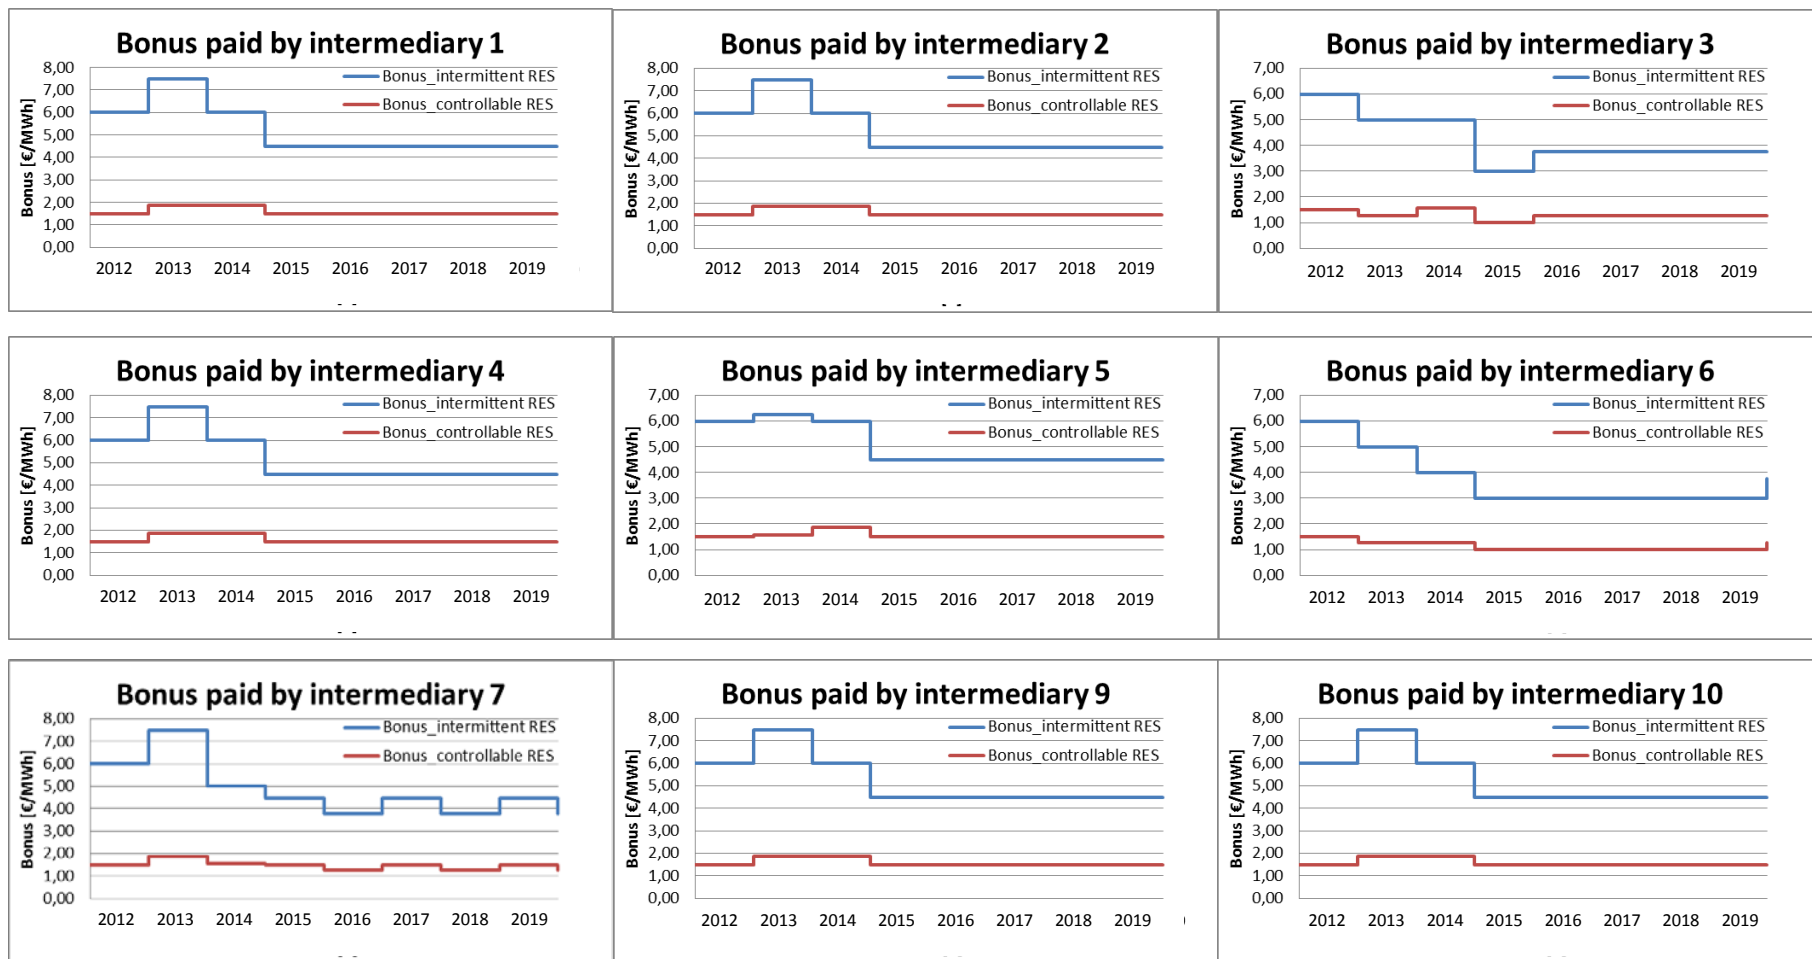 Bonus paid by intermediary 1
Bonus [€/MWh]
8,00
7,00
6,00
5,00
4,00
3,00
2,00
1,00
0,00
Bonus_intermittent RES
Bonus_controllable RES
2012 2013 2014 2015 2016 2017 2018 2019
Bonus paid by intermediary 2
Bonus [€/MWh]
8,00
7,00
6,00
5,00
4,00
3,00
2,00
1,00
0,00
Bonus_intermittent RES
Bonus_controllable RES
2012 2013 2014 2015 2016 2017 2018 2019
Bonus paid by intermediary 3
Bonus [€/MWh]
7,00
6,00
5,00
4,00
3,00
2,00
1,00
0,00
Bonus_intermittent RES
Bonus_controllable RES
2012 2013 2014 2015 2016 2017 2018 2019
Bonus paid by intermediary 4
Bonus [€/MWh]
8,00
7,00
6,00
5,00
4,00
3,00
2,00
1,00
0,00
Bonus_intermittent RES
Bonus_controllable RES
2012 2013 2014 2015 2016 2017 2018 2019
Bonus paid by intermediary 5
Bonus [€/MWh]
7,00
6,00
5,00
4,00
3,00
2,00
1,00
0,00
Bonus_intermittent RES
Bonus_controllable RES
2012 2013 2014 2015 2016 2017 2018 2019
Bonus paid by intermediary 6
Bonus [€/MWh]
7,00
6,00
5,00
4,00
3,00
2,00
1,00
0,00
Bonus_intermittent RES
Bonus_controllable RES
2012 2013 2014 2015 2016 2017 2018 2019
Bonus paid by intermediary 7
Bonus [€/MWh]
8,00
7,00
6,00
5,00
4,00
3,00
2,00
1,00
0,00
Bonus_intermittent RES
Bonus_controllable RES
2012 2013 2014 2015 2016 2017 2018 2019
Bonus paid by intermediary 9
Bonus [€/MWh]
8,00
7,00
6,00
5,00
4,00
3,00
2,00
1,00
0,00
Bonus_intermittent RES
Bonus_controllable RES
2012 2013 2014 2015 2016 2017 2018 2019
Bonus paid by intermediary 10
Bonus [€/MWh]
8,00
7,00
6,00
5,00
4,00
3,00
2,00
1,00
0,00
Bonus_intermittent RES
Bonus_controllable RES
2012 2013 2014 2015 2016 2017 2018 2019